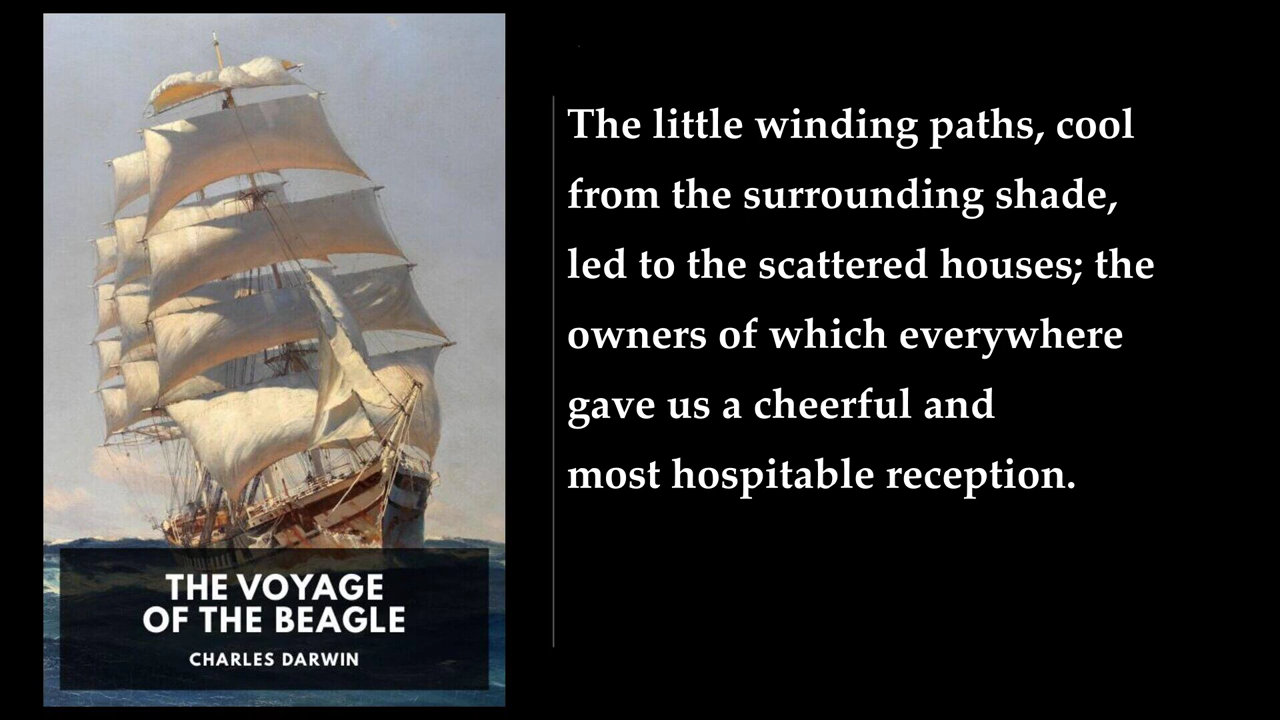 The little winding paths, cool
from the surrounding shade,
led to the scattered houses; the
owners of which everywhere
gave us a cheerful and
most hospitable reception.
THE VOYAGE
OF THE BEAGLE
CHARLES DARWIN